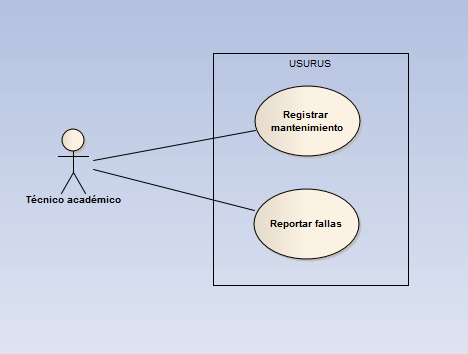 USURUS
Registrar
mantenimiento
Técnico académico
Reportar fallas